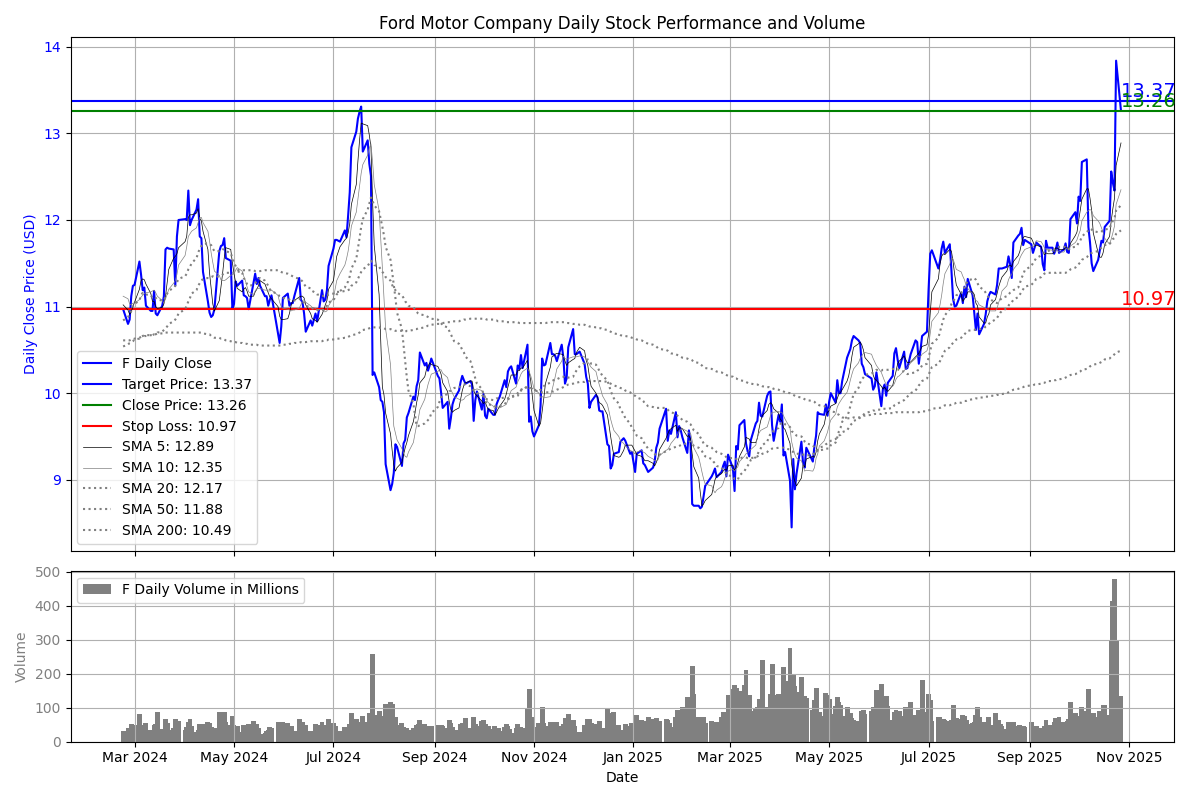 Ford Motor Company Daily Stock Performance and Volume
14
13
12
11
10
9
Daily Close Price (USD)
13.37
13.26
10.97
F Daily Close
Target Price: 13.37
Close Price: 13.26
Stop Loss: 10.97
SMA 5: 12.89
SMA 10: 12.35
SMA 20: 12.17
SMA 50: 11.88
SMA 200: 10.49
500
400
300
200
100
0
Volume
F Daily Volume in Millions
Mar 2024 May 2024 Jul 2024 Sep 2024 Nov 2024 Jan 2025 Mar 2025 May 2025 Jul 2025 Sep 2025 Nov 2025
Date